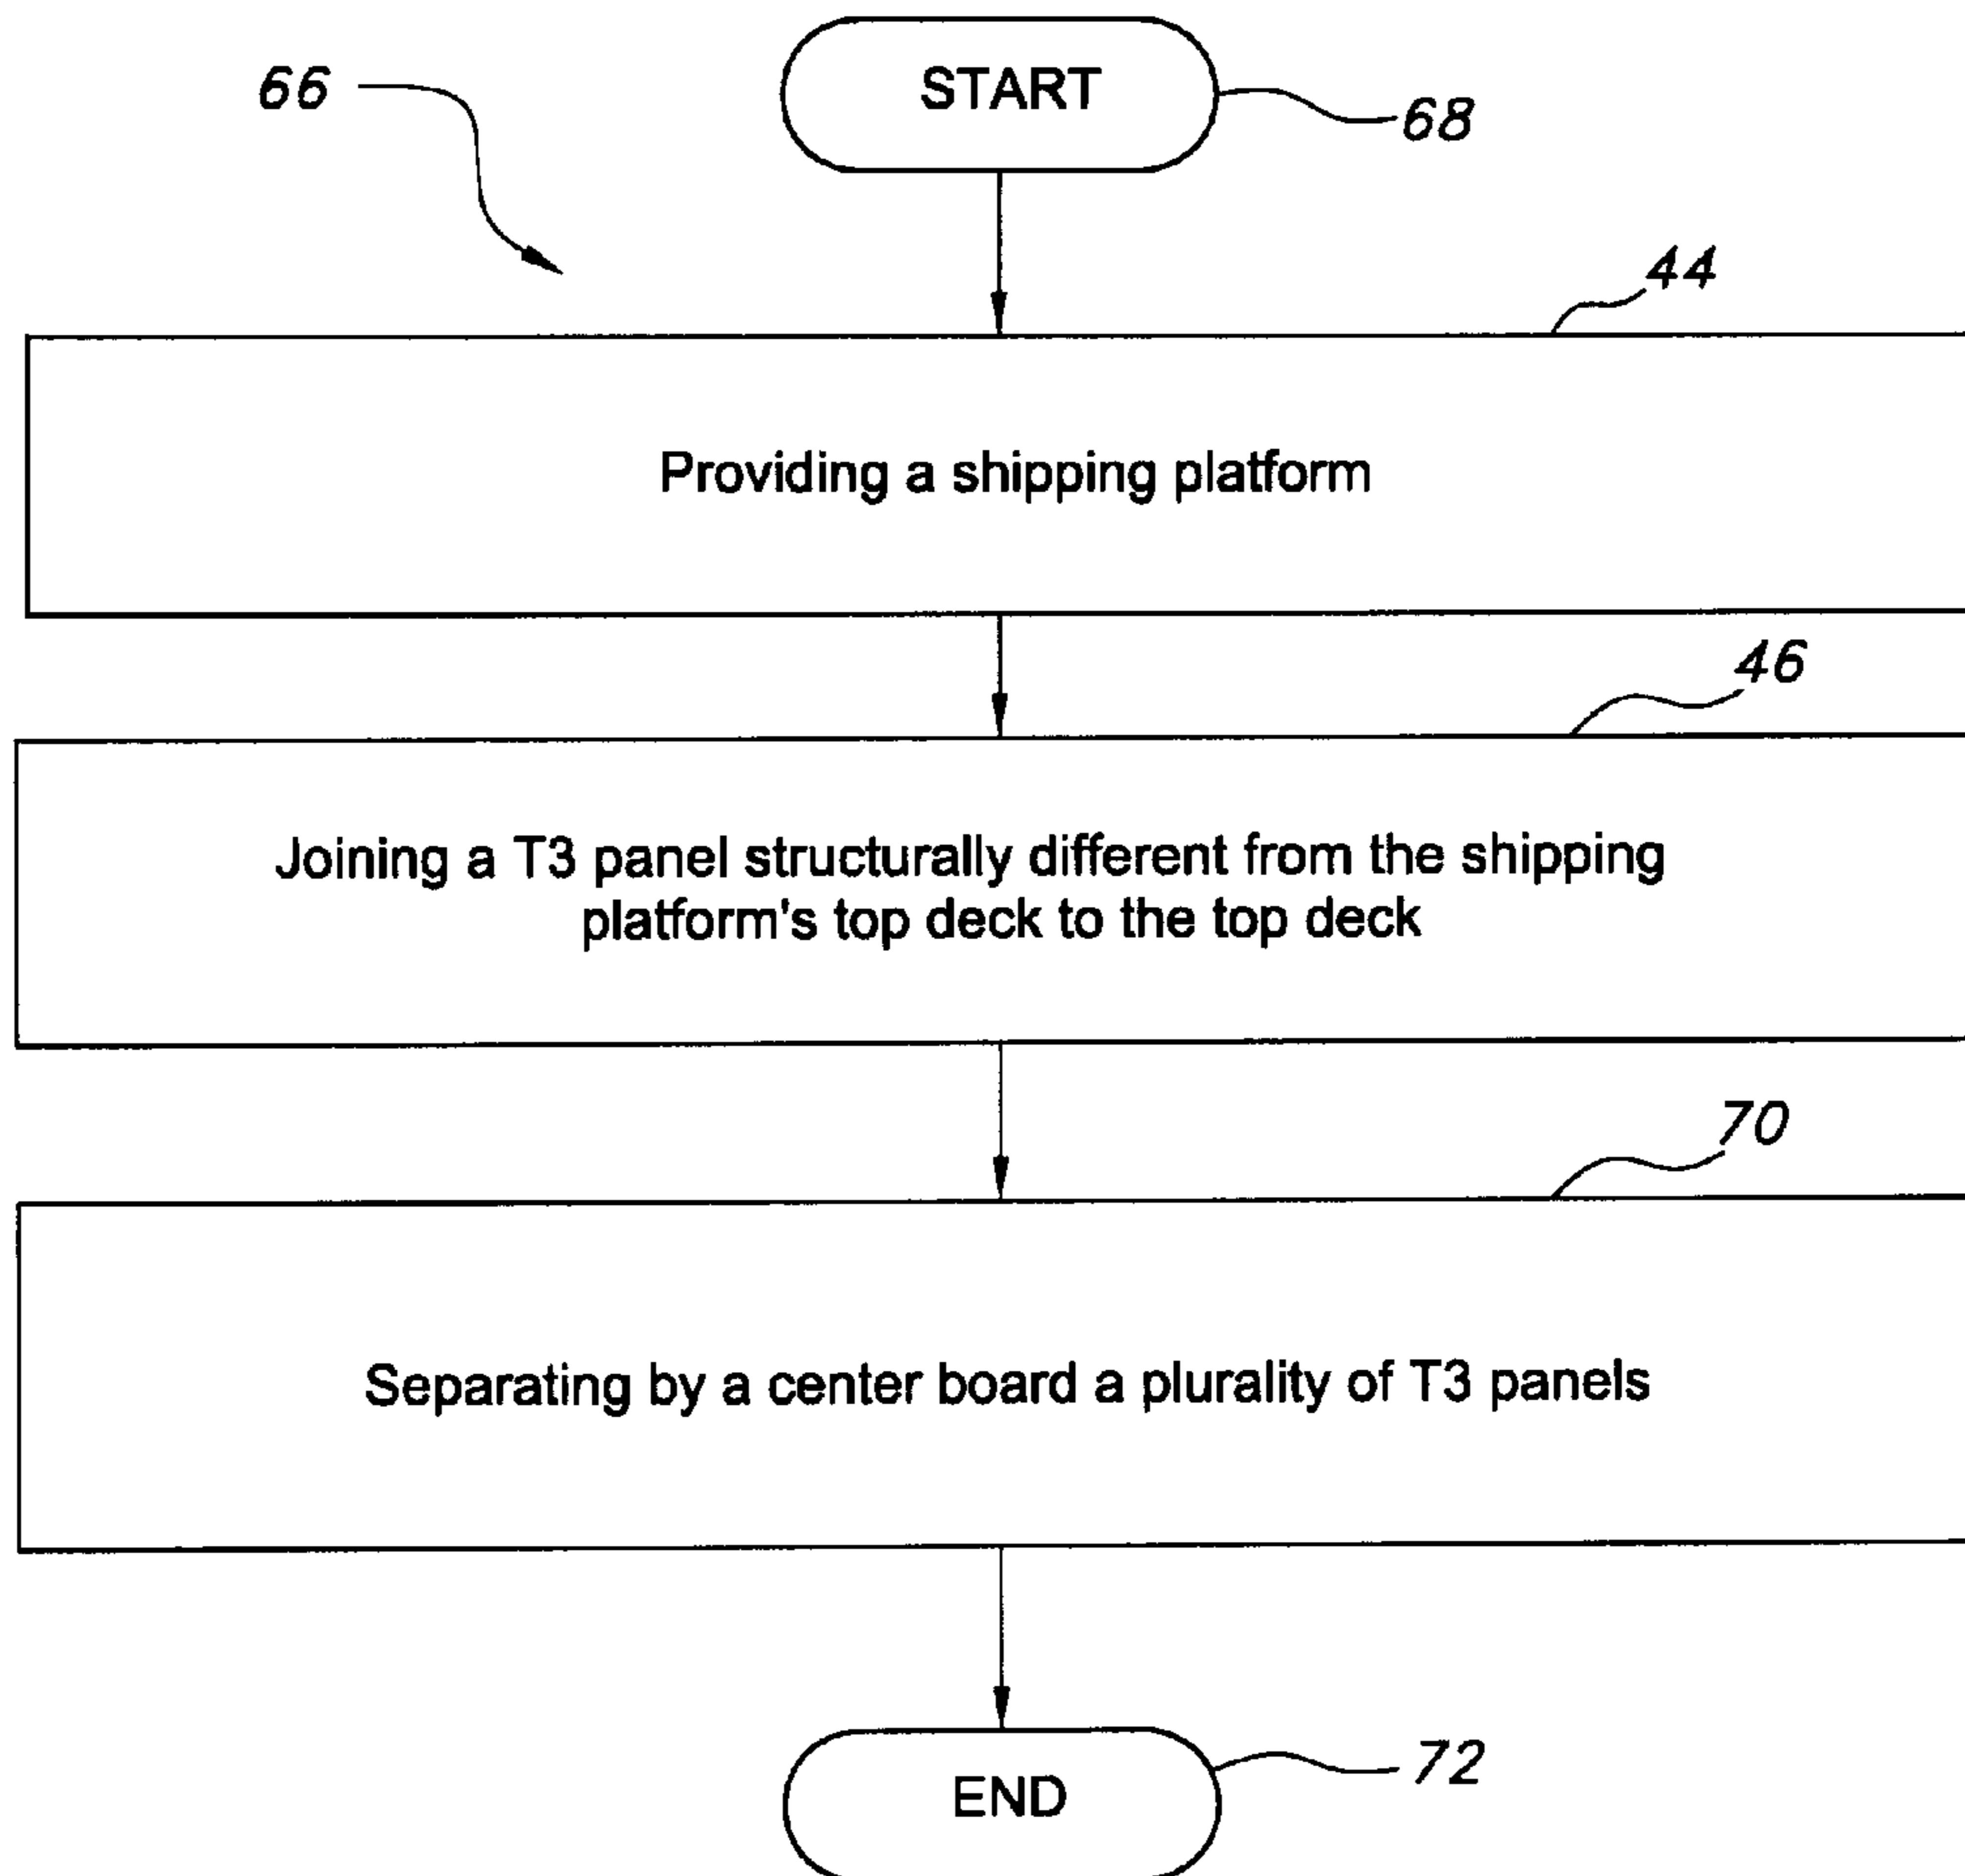 START
66
68
44
Providing a shipping platform
46
Joining a T3 panel structurally different from the shipping
platform's top deck to the top deck
70
Separating by a center board a plurality of T3 panels
END
72